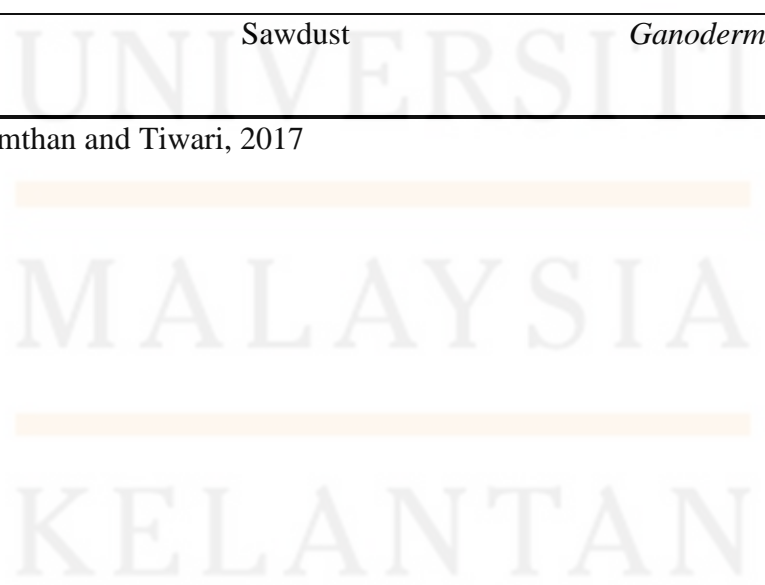 UNIVERSITI
Sawdust Ganoderm
mthan and Tiwari, 2017
MALAYSIA
KELANTAN